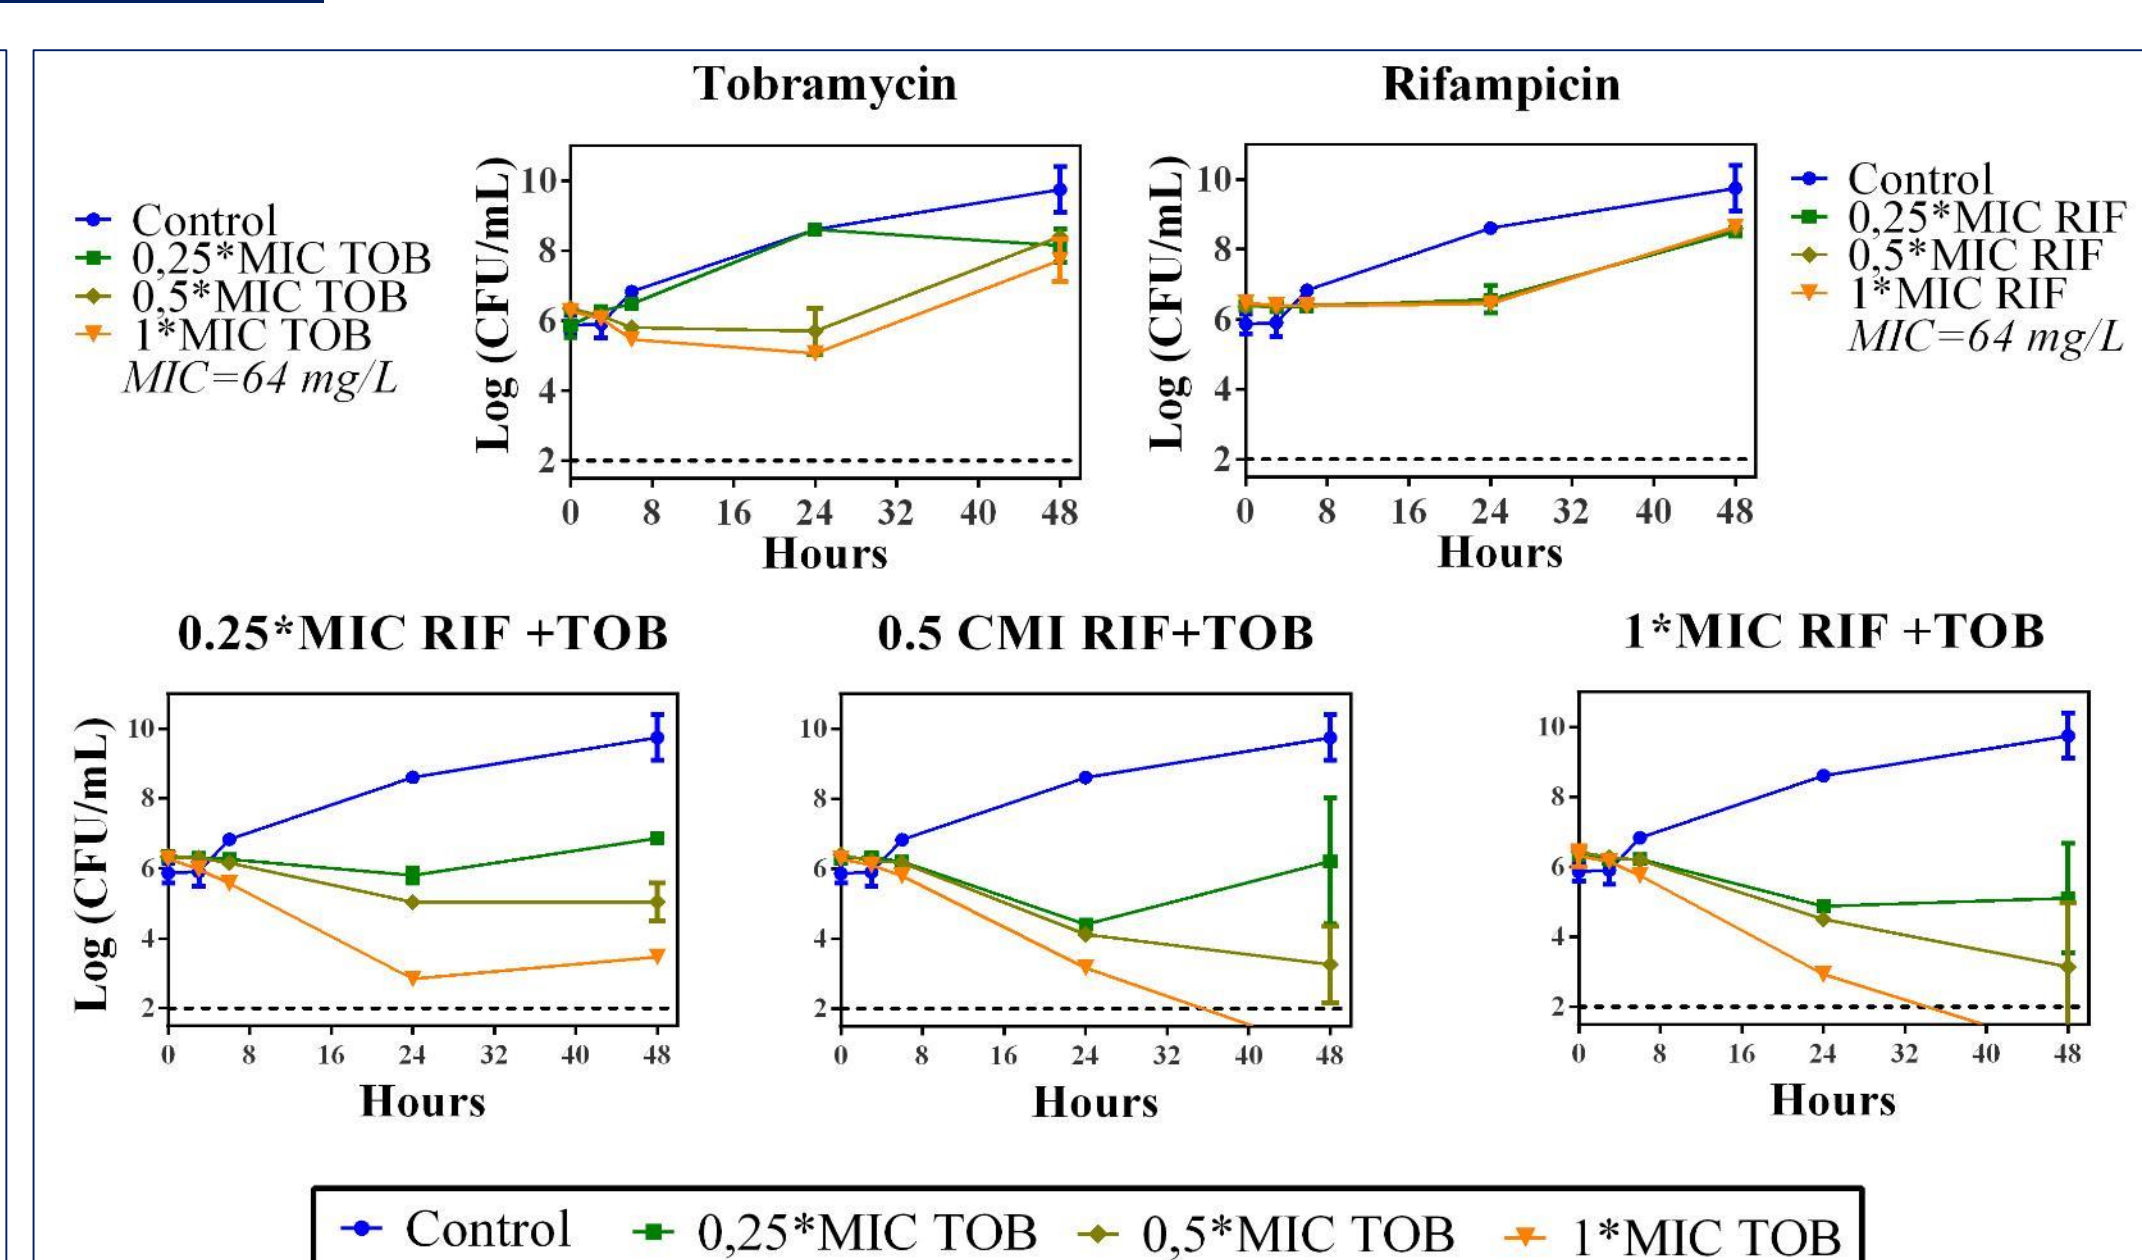 Tobramycin
Log (CFU/mL)
10
8
6
4
2
0 8 16 24 32 40 48
Hours
Control
0,25*MIC TOB
0,5*MIC TOB
1*MIC TOB
MIC=64 mg/L
Rifampicin
Log (CFU/mL)
10
8
6
4
2
0 8 16 24 32 40 48
Hours
Control
0,25*MIC RIF
0,5*MIC RIF
1*MIC RIF
MIC=64 mg/L
0.25*MIC RIF +TOB
Log (CFU/mL)
10
8
6
4
2
0 8 16 24 32 40 48
Hours
0.5 CMI RIF+TOB
10
8
6
4
2
0 8 16 24 32 40 48
Hours
1*MIC RIF +TOB
10
8
6
4
2
0 8 16 24 32 40 48
Hours
Control 0,25*MIC TOB 0,5*MIC TOB 1*MIC TOB